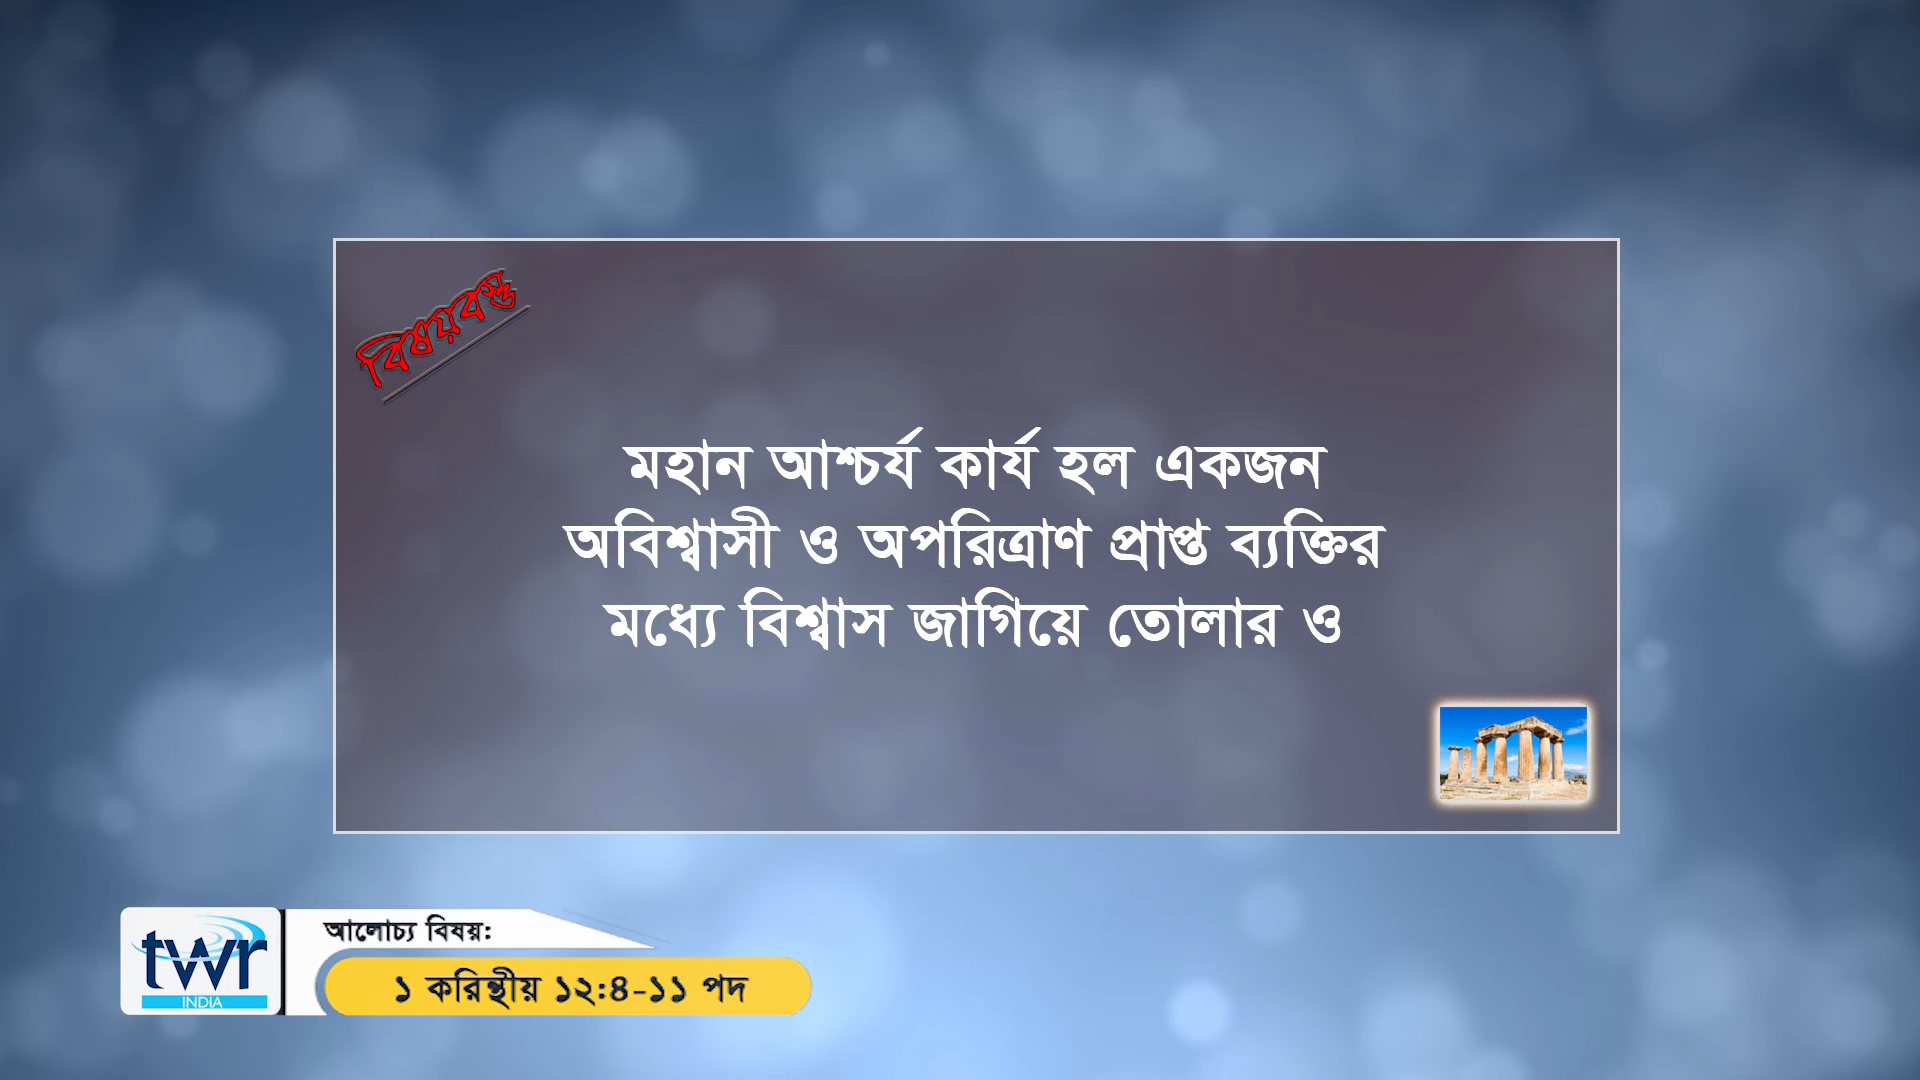 বিষয়বস্তু
মহান আশ্চর্য কার্য হল একজন
অবিশ্বাসী ও অপরিত্রাণ প্রাপ্ত ব্যক্তির
মধ্যে বিশ্বাস জাগিয়ে তোলার ও
twr
INDIA
আলোচ্য বিষয়:
১ করিন্থীয় ১২:৪-১১ পদ